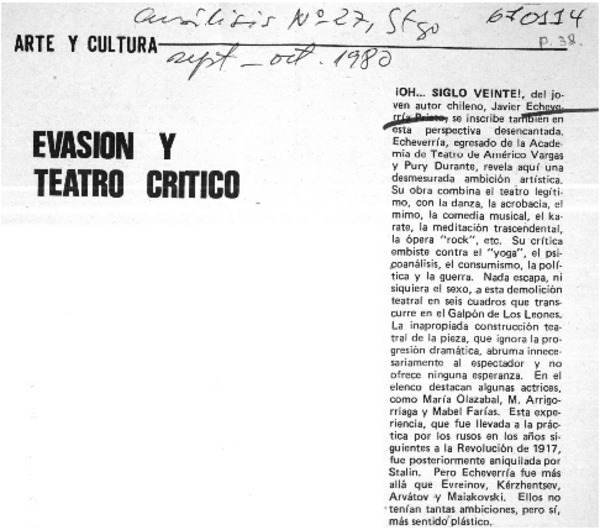 Análisis Nº 27, Stgo
670114
ARTE Y CULTURA
p. 38.
sept - oct. 1980
EVASION Y
TEATRO CRITICO
¡OH... SIGLO VEINTE!, del jo-
ven autor chileno, Javier Echeve-
rría Prieto, se inscribe también en
esta perspectiva desencantada.
Echeverría, egresado de la Acade-
mia de Teatro de Américo Vargas
y Pury Durante, revela aquí una
desmesurada ambición artística.
Su obra combina el teatro legíti-
mo, con la danza, la acrobacia, el
mimo, la comedia musical, el ka-
rate, la meditación trascendental,
la ópera "rock", etc. Su crítica
embiste contra el "yoga", el psi-
coanálisis, el consumismo, la polí-
tica y la guerra. Nada escapa, ni
siquiera el sexo, a esta demolición
teatral en seis cuadros que trans-
curre en el Galpón de Los Leones.
La inapropiada construcción tea-
tral de la pieza, que ignora la pro-
gresión dramática, abruma innece-
sariamente al espectador y no
ofrece ninguna esperanza. En el
elenco destacan algunas actrices,
como María Olazabal, M. Arrigo-
rriaga y Mabel Farías. Esta expe-
riencia, que fue llevada a la prác-
tica por los rusos en los años si-
guientes a la Revolución de 1917,
fue posteriormente aniquilada por
Stalin. Pero Echeverría fue más
allá que Evreinov, Kérzhentsev,
Arvátov y Maiakovski. Ellos no
tenían tantas ambiciones, pero sí,
más sentido plástico.